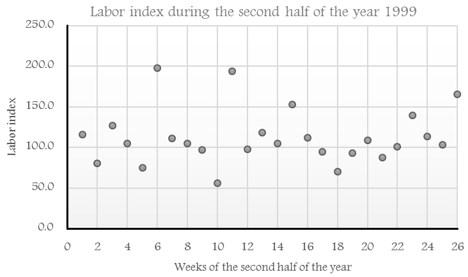 Labor index during the second half of the year 1999
250.0
200.0
150.0
100.0
50.0
0.0
Labor index
0 2 4 6 8 10 12 14 16 18 20 22 24 26
Weeks of the second half of the year